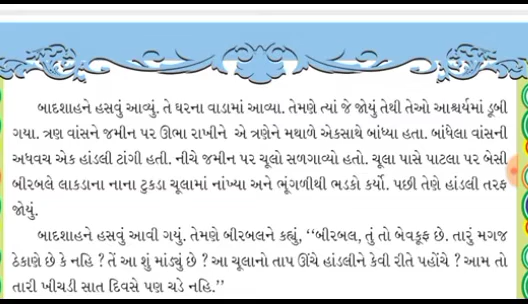 બાદશાહને હસવું આવ્યું. તે ઘરના વાડામાં આવ્યા. તેમણે ત્યાં જે જોયું તેથી તેઓ આશ્ચર્યમાં ડૂબી
ગયા. ત્રણ વાંસને જમીન પર ઊભા રાખીને એ ત્રણેને મથાળે એકસાથે બાંધ્યા હતા. બાંધેલા વાંસની
અધવચ એક હાંડલી ટાંગી હતી. નીચે જમીન પર ચૂલો સળગાવ્યો હતો. ચૂલા પાસે પાટલા પર બેસી
બીરબલે લાકડાના નાના ટુકડા ચૂલામાં નાંખ્યા અને ભૂંગળીથી ભડકો કર્યો. પછી તેણે હાંડલી તરફ
જોયું.
બાદશાહને હસવું આવી ગયું. તેમણે બીરબલને કહ્યું, ‘‘બીરબલ, તું તો બેવકૂફ છે. તારું મગજ
ઠેકાણે છે કે નહિ ? તેં આ શું માંડ્યું છે ? આ ચૂલાનો તાપ ઊંચે હાંડલીને કેવી રીતે પહોંચે ? આમ તો
તારી ખીચડી સાત દિવસે પણ ચડે નહિ.’’